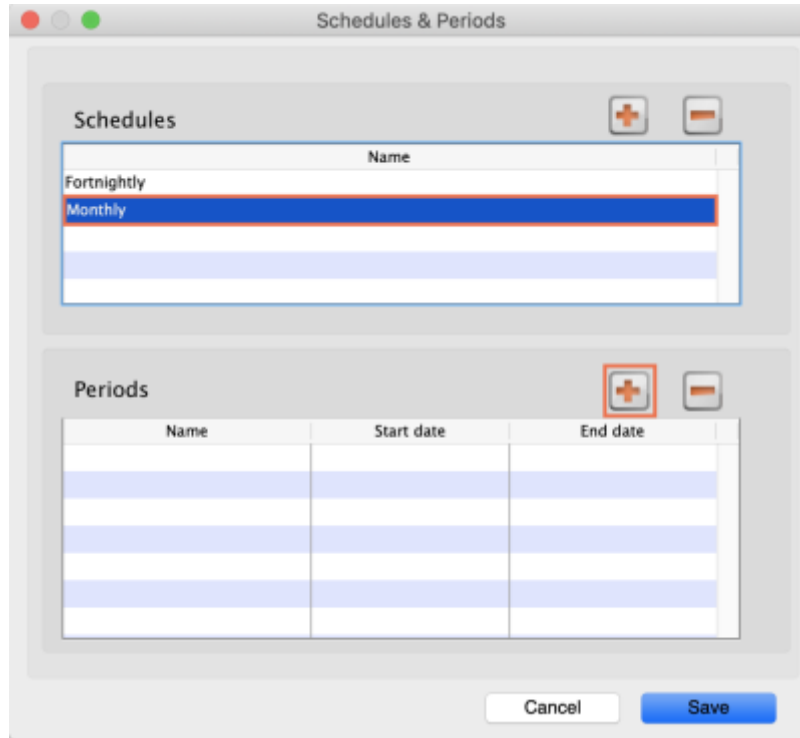 Schedules & Periods
Schedules
Name
Fortnightly
Monthly
Periods
Name Start date End date
Cancel Save